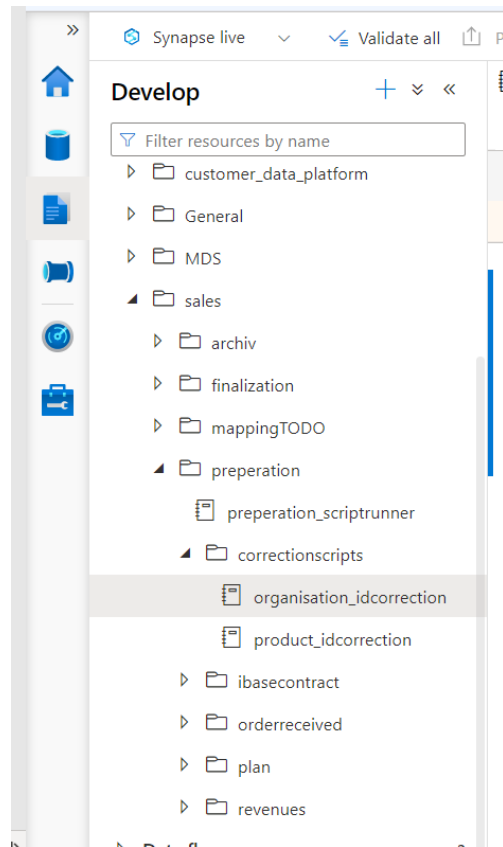 Synapse live
Validate all
P
Develop
Filter resources by name
customer_data_platform
General
MDS
sales
archiv
finalization
mappingTODO
preperation
preperation_scriptrunner
correctionscripts
organisation_idcorrection
product_idcorrection
ibasecontract
orderreceived
plan
revenues